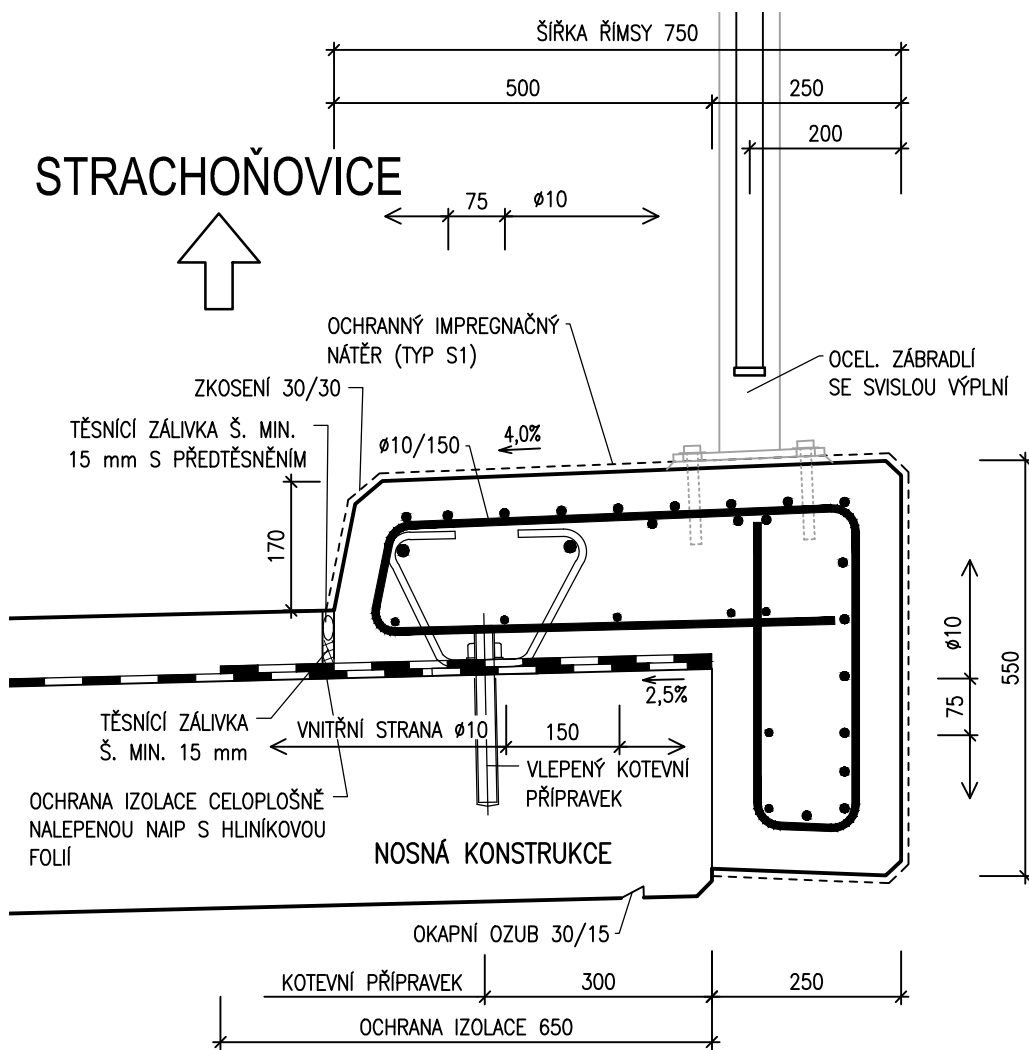 ŠÍŘKA ŘÍMSY 750
500
250
200
STRACHOŇOVICE
75
ø10
OCHRANNÝ IMPREGNAČNÝ
NÁTĚR (TYP S1)
OCEL. ZÁBRADLÍ
SE SVISLOU VÝPLNÍ
ZKOSENÍ 30/30
TĚSNÍCÍ ZÁLIVKA Š. MIN.
15 mm S PŘEDTĚSNĚNÍM
ø10/150
4,0%
170
ø10
550
75
2,5%
TĚSNÍCÍ ZÁLIVKA
Š. MIN. 15 mm
VNITŘNÍ STRANA ø10
150
VLEPENÝ KOTEVNÍ
PŘÍPRAVEK
OCHRANA IZOLACE CELOPLOŠNĚ
NALEPENOU NAIP S HLINÍKOVOU
FOLIÍ
NOSNÁ KONSTRUKCE
OKAPNÍ OZUB 30/15
KOTEVNÍ PŘÍPRAVEK
300
250
OCHRANA IZOLACE 650